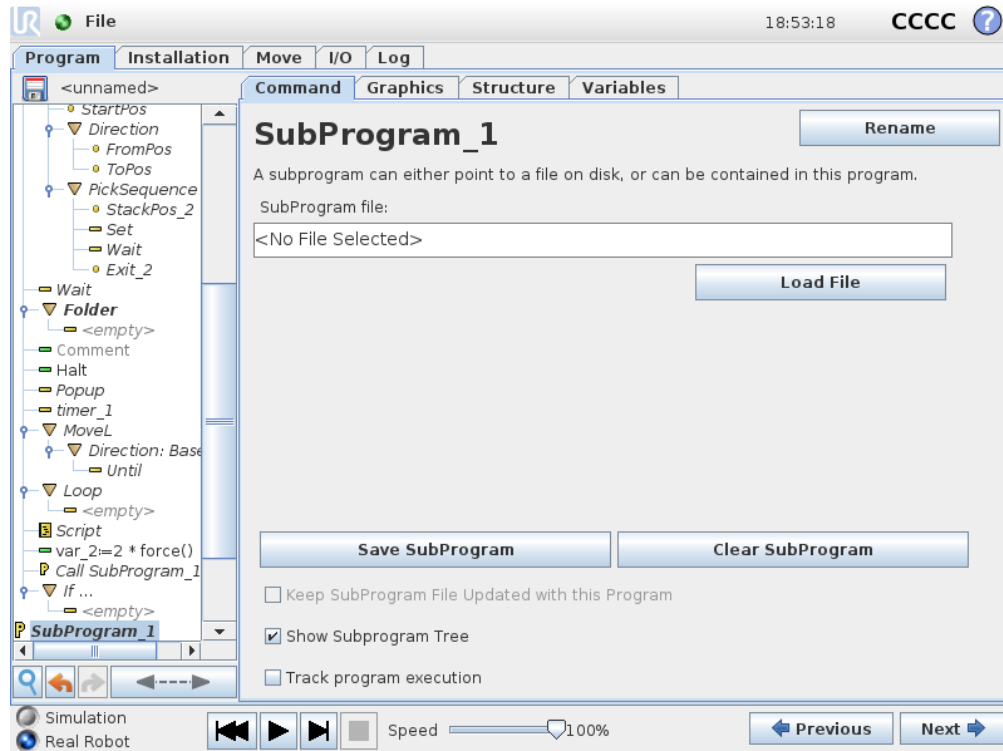 UR File 18:53:18 CCCC ?
Program Installation Move I/O Log
<unnamed>
Command Graphics Structure Variables
StartPos
Direction
FromPos
ToPos
PickSequence
StackPos_2
Set
Wait
Exit_2
Wait
Folder
<empty>
Comment
Halt
Popup
timer_1
MoveL
Direction: Base
Until
Loop
<empty>
Script
var_2:=2 * force()
P Call SubProgram_1
If ...
<empty>
P SubProgram_1
SubProgram_1
Rename
A subprogram can either point to a file on disk, or can be contained in this program.
SubProgram file:
<No File Selected>
Load File
Save SubProgram Clear SubProgram
Keep SubProgram File Updated with this Program
Show Subprogram Tree
Track program execution
Simulation
Real Robot
Speed 100%
Previous Next